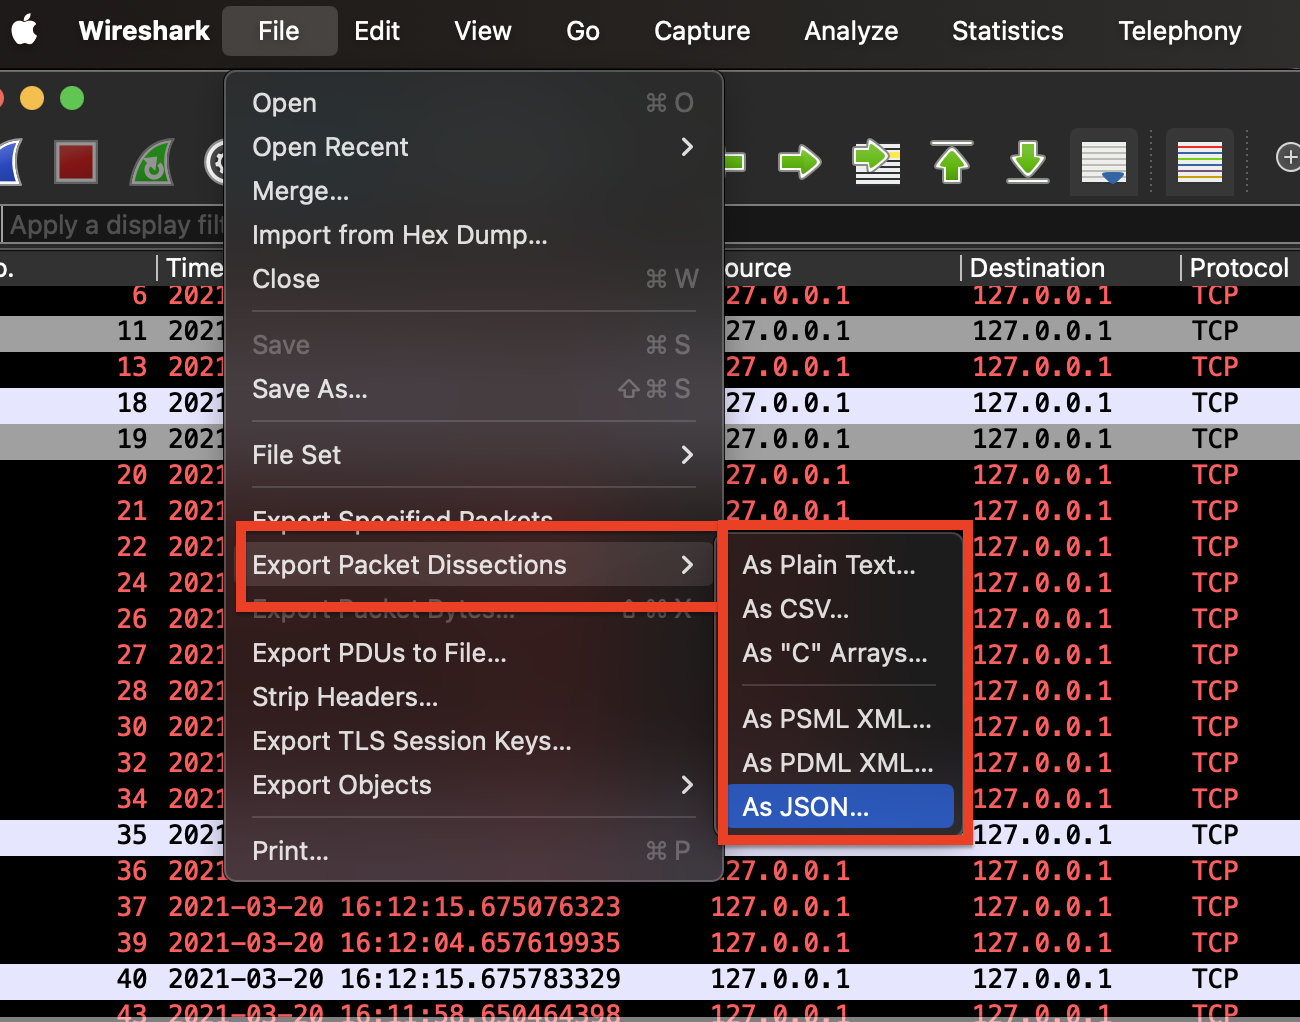 Wireshark File Edit View Go Capture Analyze Statistics Telephony
Open ⌘ O
Open Recent
Merge...
Import from Hex Dump...
Close ⌘ W
Save ⌘ S
Save As... ⇧ ⌘ S
File Set
Export Specified Packets
Export Packet Dissections
Export Packet Bytes... ⇧ ⌘ X
Export PDUs to File...
Strip Headers...
Export TLS Session Keys...
Export Objects
Print... ⌘ P
As Plain Text...
As CSV...
As "C" Arrays...
As PSML XML...
As PDML XML...
As JSON...
Apply a display filt
o. Time ource Destination Protocol
6 2021 27.0.0.1 127.0.0.1 TCP
11 2021 27.0.0.1 127.0.0.1 TCP
13 2021 27.0.0.1 127.0.0.1 TCP
18 2021 27.0.0.1 127.0.0.1 TCP
19 2021 27.0.0.1 127.0.0.1 TCP
20 2021 27.0.0.1 127.0.0.1 TCP
21 2021 27.0.0.1 127.0.0.1 TCP
22 2021 127.0.0.1 TCP
24 2021 127.0.0.1 TCP
26 2021 127.0.0.1 TCP
27 2021 127.0.0.1 TCP
28 2021 127.0.0.1 TCP
30 2021 127.0.0.1 TCP
32 2021 127.0.0.1 TCP
34 2021 127.0.0.1 TCP
35 2021 127.0.0.1 TCP
36 2021 27.0.0.1 127.0.0.1 TCP
37 2021-03-20 16:12:15.675076323 127.0.0.1 127.0.0.1 TCP
39 2021-03-20 16:12:04.657619935 127.0.0.1 127.0.0.1 TCP
40 2021-03-20 16:12:15.675783329 127.0.0.1 127.0.0.1 TCP
43 2021-03-20 16:11:58.650464398 127.0.0.1 127.0.0.1 TCP